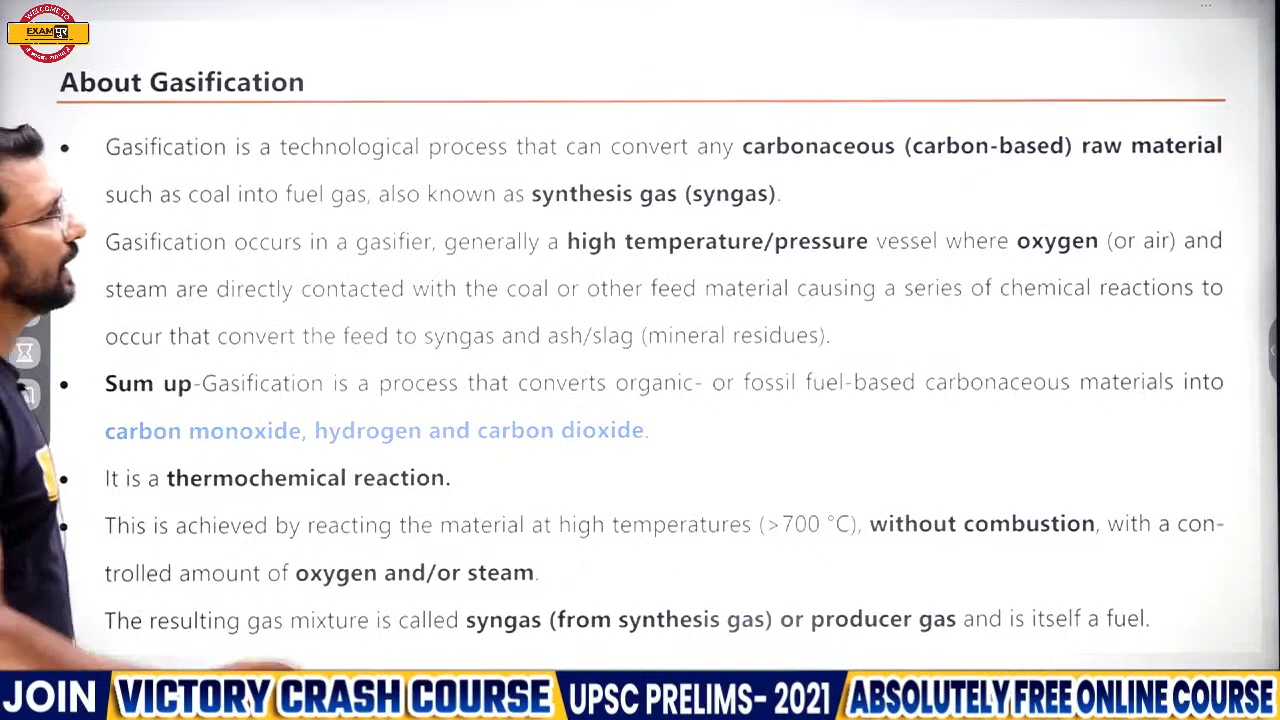 WELCOME TO
EXAM पुर
About Gasification
• Gasification is a technological process that can convert any carbonaceous (carbon-based) raw material
such as coal into fuel gas, also known as synthesis gas (syngas).
Gasification occurs in a gasifier, generally a high temperature/pressure vessel where oxygen (or air) and
steam are directly contacted with the coal or other feed material causing a series of chemical reactions to
occur that convert the feed to syngas and ash/slag (mineral residues).
• Sum up-Gasification is a process that converts organic- or fossil fuel-based carbonaceous materials into
carbon monoxide, hydrogen and carbon dioxide.
• It is a thermochemical reaction.
• This is achieved by reacting the material at high temperatures (>700 °C), without combustion, with a con-
trolled amount of oxygen and/or steam.
The resulting gas mixture is called syngas (from synthesis gas) or producer gas and is itself a fuel.
JOIN VICTORY CRASH COURSE UPSC PRELIMS- 2021 ABSOLUTELY FREE ONLINE COURSE